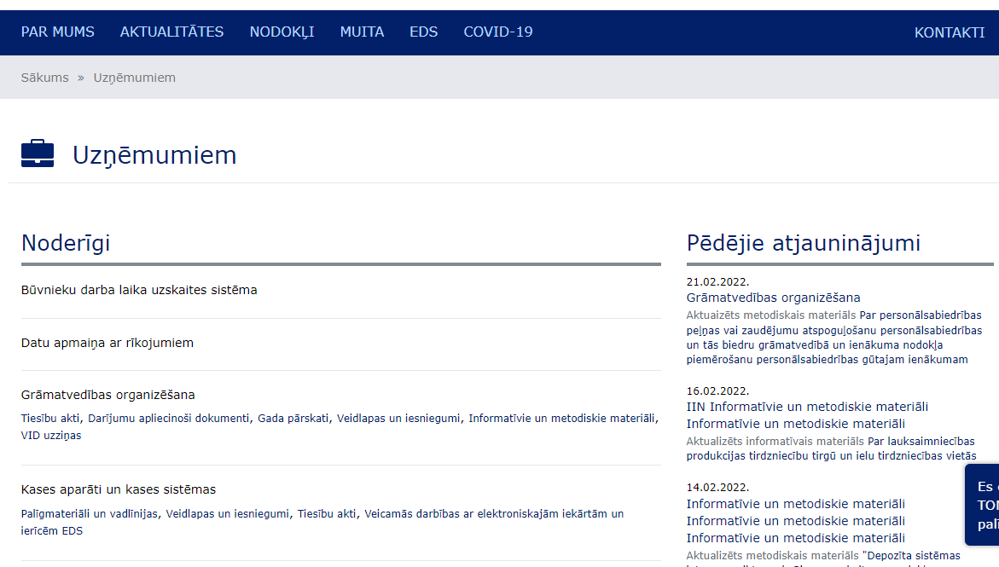 PAR MUMS AKTUALITĀTES NODOKĻI MUITA EDS COVID-19 KONTAKTI
Sākums » Uzņēmumiem
Uzņēmumiem
Noderīgi
Būvnieku darba laika uzskaites sistēma
Datu apmaiņa ar rīkojumiem
Grāmatvedības organizēšana
Tiesību akti, Darījumu apliecinoši dokumenti, Gada pārskati, Veidlapas un iesniegumi, Informatīvie un metodiskie materiāli,
VID uzziņas
Kases aparāti un kases sistēmas
Palīgmateriāli un vadlīnijas, Veidlapas un iesniegumi, Tiesību akti, Veicamās darbības ar elektroniskajām iekārtām un
ierīcēm EDS
Pēdējie atjauninājumi
21.02.2022.
Grāmatvedības organizēšana
Aktuaizēts metodiskais materiāls Par personālsabiedrības
peļņas vai zaudējumu atspoguļošanu personālsabiedrības
un tās biedru grāmatvedībā un ienākuma nodokļa
piemērošanu personālsabiedrības gūtajam ienākumam
16.02.2022.
IIN Informatīvie un metodiskie materiāli
Informatīvie un metodiskie materiāli
Aktualizēts informatīvais materiāls Par lauksaimniecības
produkcijas tirdzniecību tirgū un ielu tirdzniecības vietās
14.02.2022.
Informatīvie un metodiskie materiāli
Informatīvie un metodiskie materiāli
Informatīvie un metodiskie materiāli
Aktualizēts metodiskais materiāls "Depozīta sistēmas
Es